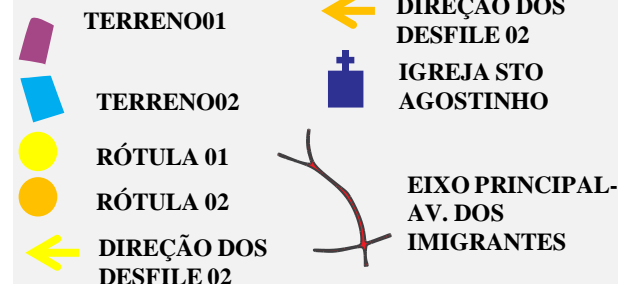 TERRENO01
TERRENO02
RÓTULA 01
RÓTULA 02
DIREÇÃO DOS
DESFILE 02
DIREÇÃO DOS
DESFILE 02
IGREJA STO
AGOSTINHO
EIXO PRINCIPAL-
AV. DOS
IMIGRANTES